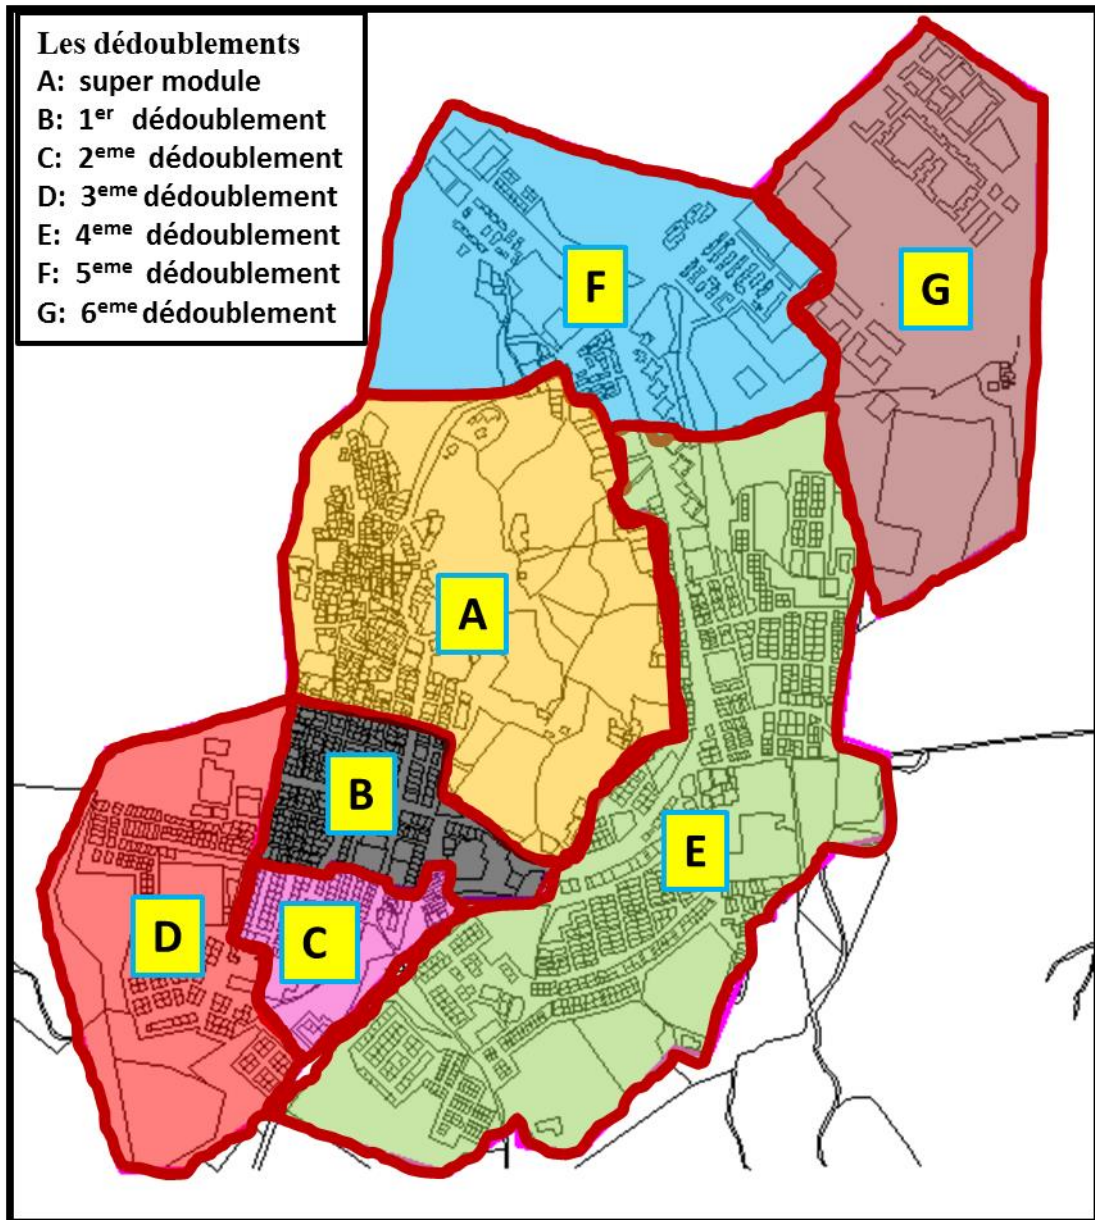 Les dédoublements
A: super module
B: 1er dédoublement
C: 2eme dédoublement
D: 3eme dédoublement
E: 4eme dédoublement
F: 5eme dédoublement
G: 6eme dédoublement
F
G
A
B
E
D
C